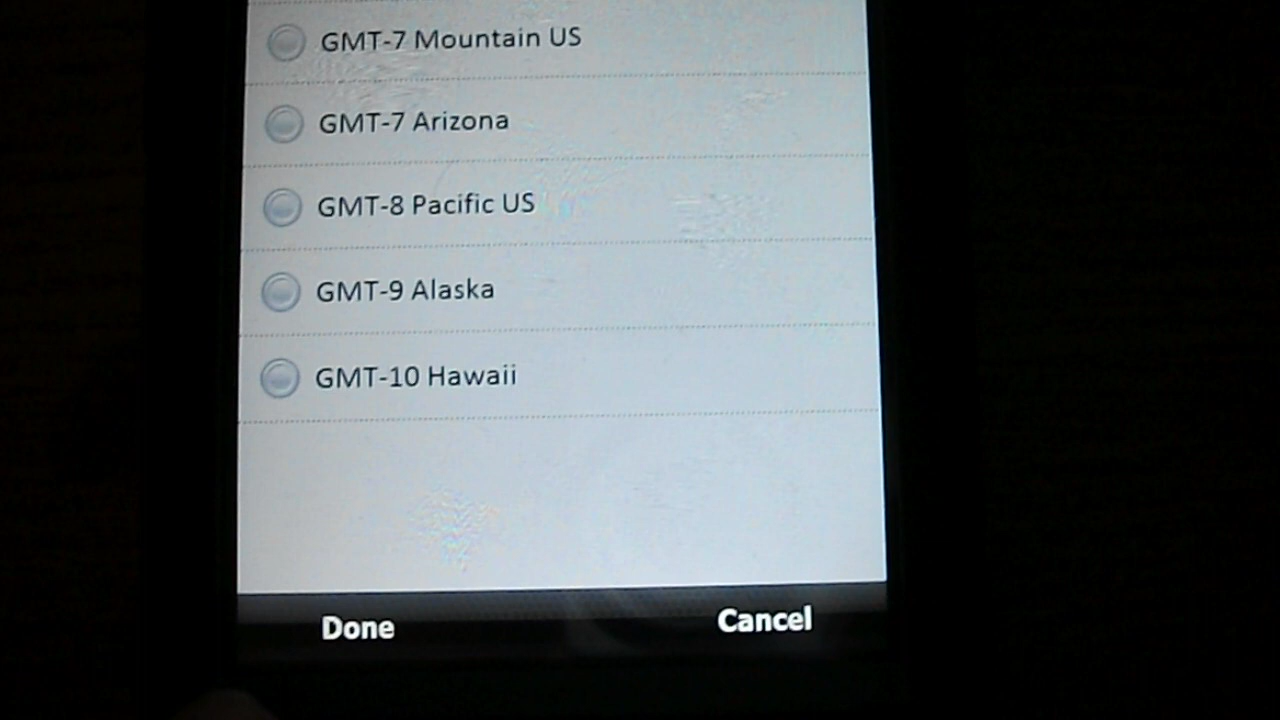 GMT-7 Mountain US
GMT-7 Arizona
GMT-8 Pacific US
GMT-9 Alaska
GMT-10 Hawaii
Done
Cancel